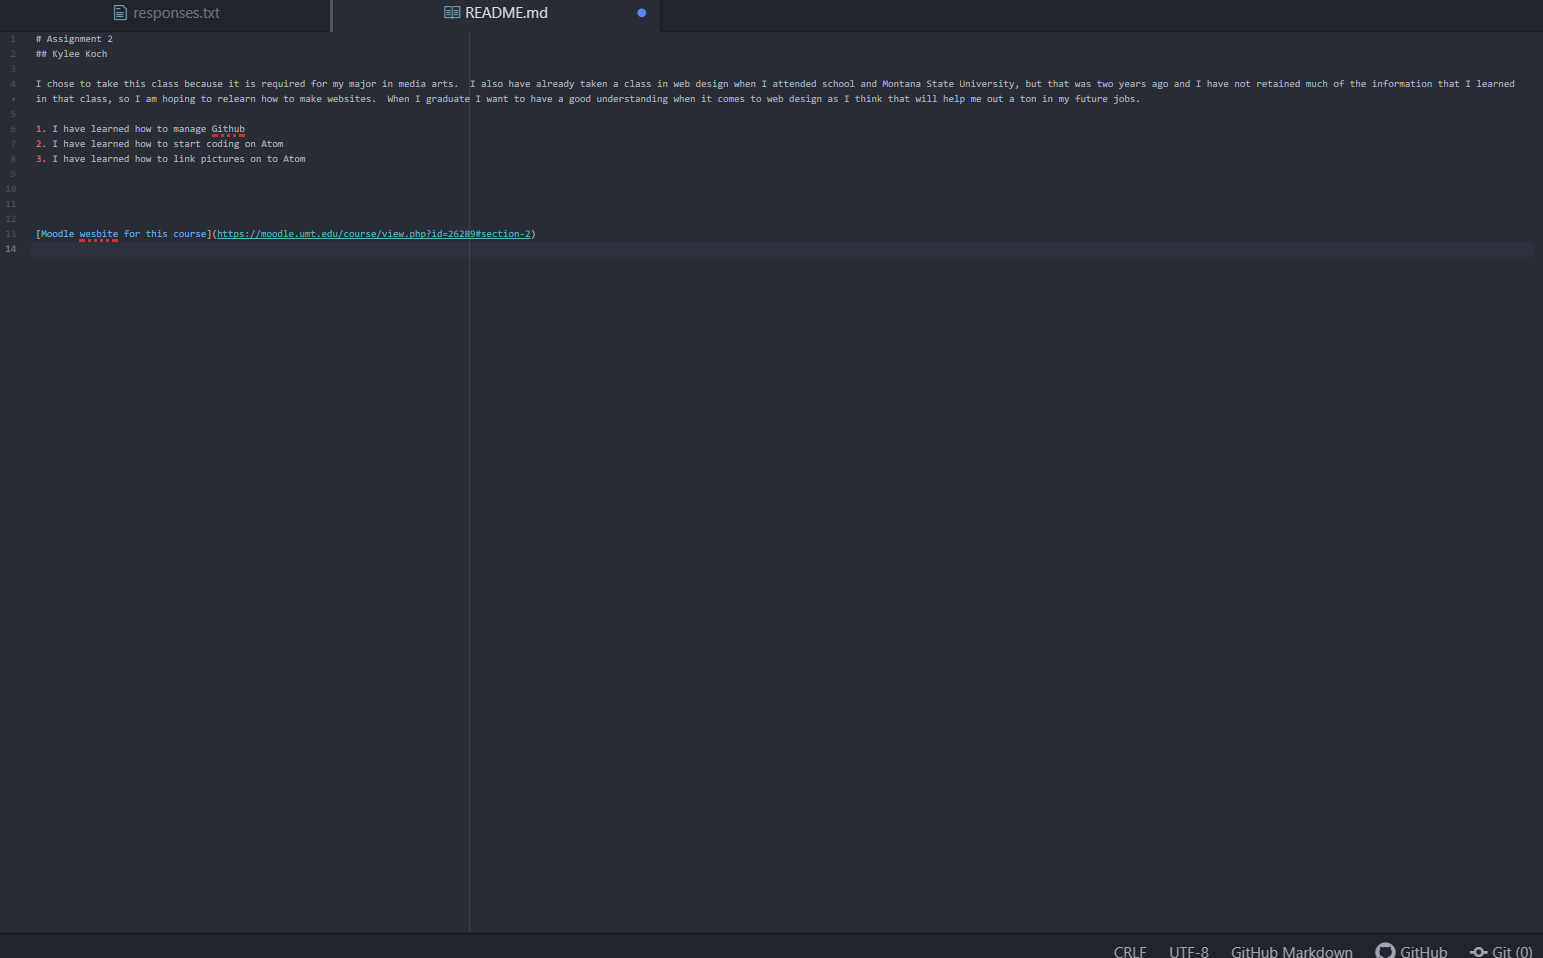 responses.txt
README.md
1 # Assignment 2
2 ## Kylee Koch
3
4 I chose to take this class because it is required for my major in media arts.  I also have already taken a class in web design when I attended school and Montana State University, but that was two years ago and I have not retained much of the information that I learned
• in that class, so I am hoping to relearn how to make websites.  When I graduate I want to have a good understanding when it comes to web design as I think that will help me out a ton in my future jobs.
5
6 1. I have learned how to manage Github
7 2. I have learned how to start coding on Atom
8 3. I have learned how to link pictures on to Atom
9
10
11
12
13 [Moodle wesbite for this course](https://moodle.umt.edu/course/view.php?id=26289#section-2)
14
CRLF UTF-8 GitHub Markdown GitHub Git (0)